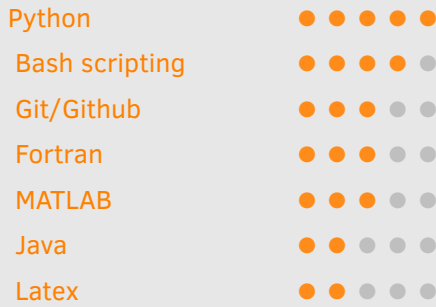 Python
Bash scripting
Git/Github
Fortran
MATLAB
Java
Latex